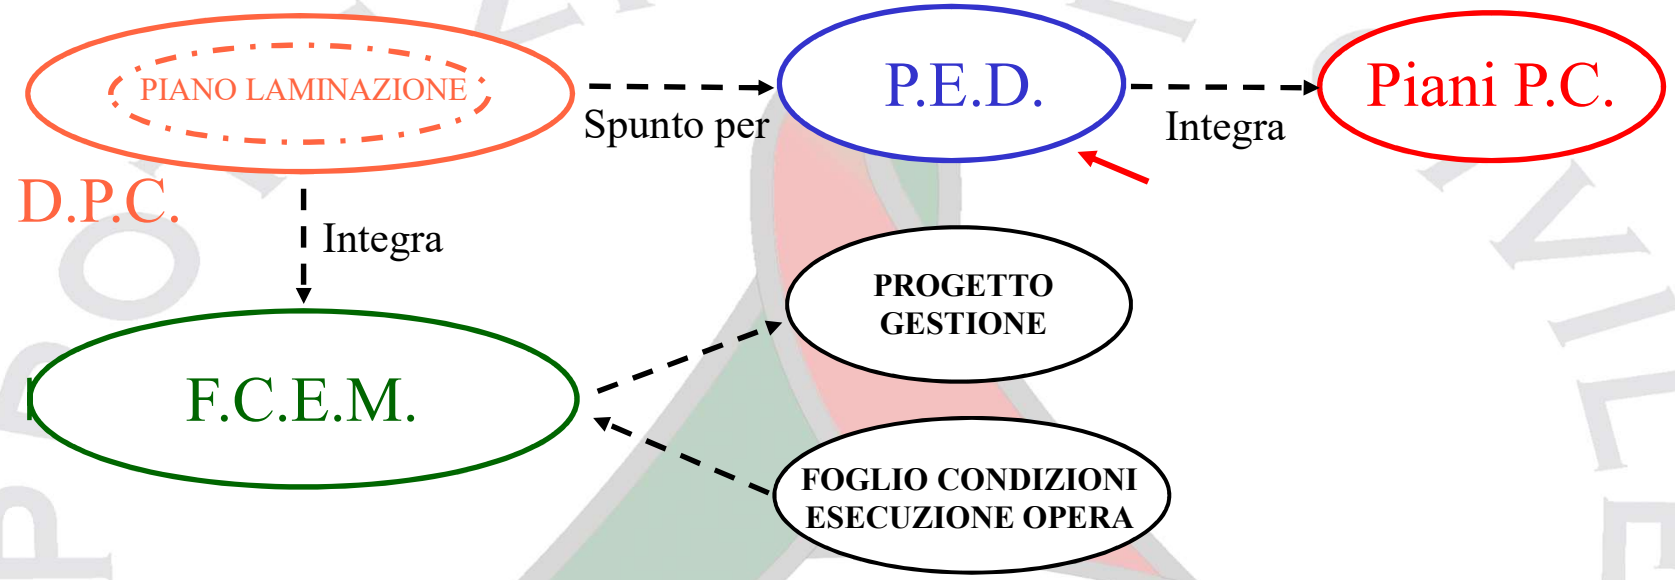 PIANO LAMINAZIONE
P.E.D.
Piani P.C.
Spunto per
Integra
D.P.C.
Integra
PROGETTO
GESTIONE
F.C.E.M.
FOGLIO CONDIZIONI
ESECUZIONE OPERA